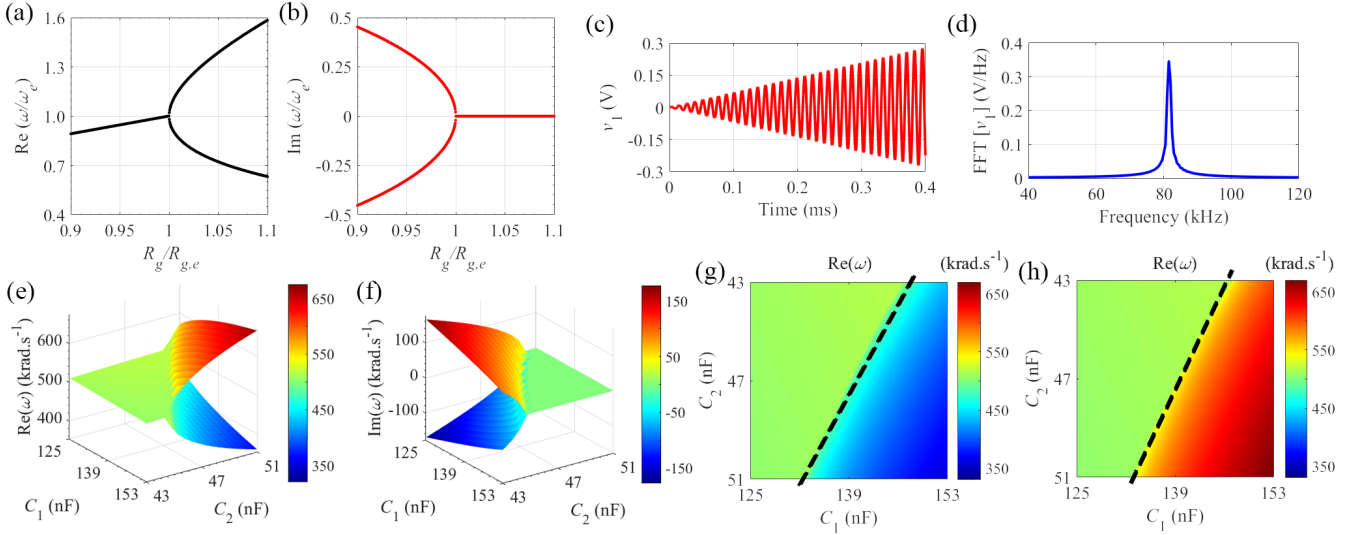 (a)
1.6
1.3
1.0
0.7
0.4
Re (ω/ωe)
0.9
0.95
1
1.05
1.1
Rg/Rg.e
(b)
0.5
0.25
0
-0.25
-0.5
Im (ω/ωe)
0.9
0.95
1
1.05
1.1
Rg/Rg.e
(c)
0.3
0.15
0
-0.15
-0.3
v1 (V)
0
0.1
0.2
0.3
0.4
Time (ms)
(d)
0.4
0.3
0.2
0.1
0
FFT [v1] (V/Hz)
40
60
80
100
120
Frequency (kHz)
(e)
600
500
400
Re(ω) (krad.s-1)
125
139
153
C1 (nF)
43
47
51
C2 (nF)
650
550
450
350
(f)
100
0
-100
Im(ω) (krad.s-1)
125
139
153
C1 (nF)
43
47
51
C2 (nF)
150
50
-50
-150
(g)
Re(ω)
(krad.s-1)
43
47
51
C2 (nF)
125
139
153
C1 (nF)
650
550
450
350
(h)
Re(ω)
(krad.s-1)
43
47
51
C2 (nF)
125
139
153
C1 (nF)
650
550
450
350